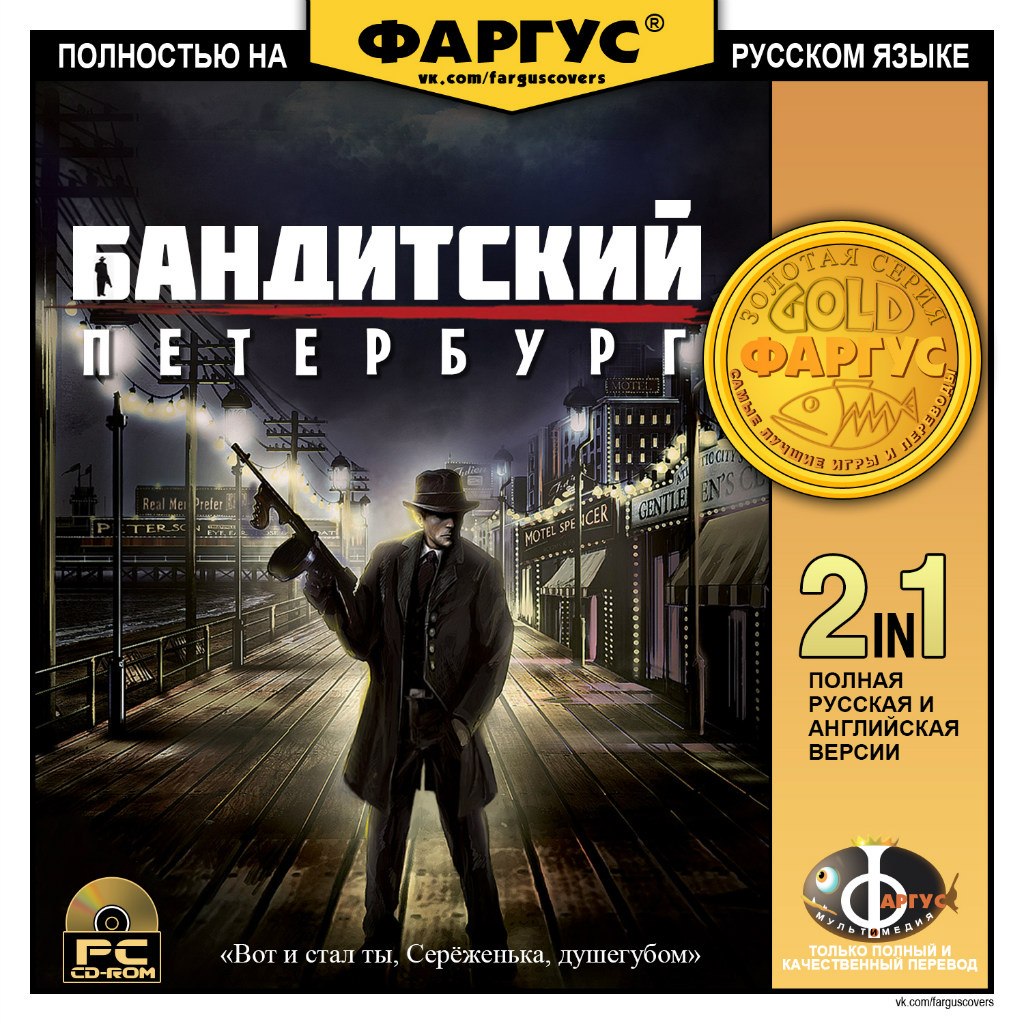 ФАРГУС®
vk.com/farguscovers
ПОЛНОСТЬЮ НА
РУССКОМ ЯЗЫКЕ
БАНДИТСКИЙ
ПЕТЕРБУРГ
ЗОЛОТАЯ СЕРИЯ
GOLD
ФАРГУС
САМЫЕ ЛУЧШИЕ ИГРЫ И ПЕРЕВОДЫ
MOTEL
Real Men Prefer
PETERSON
MOTEL SPENCER
GENTLEMEN'S
2IN1
ПОЛНАЯ
РУССКАЯ И
АНГЛИЙСКАЯ
ВЕРСИИ
ФАРГУС
МУЛЬТИМЕДИЯ
ТОЛЬКО ПОЛНЫЙ И
КАЧЕСТВЕННЫЙ ПЕРЕВОД
PC
CD-ROM
«Вот и стал ты, Серёженька, душегубом»
vk.com/farguscovers